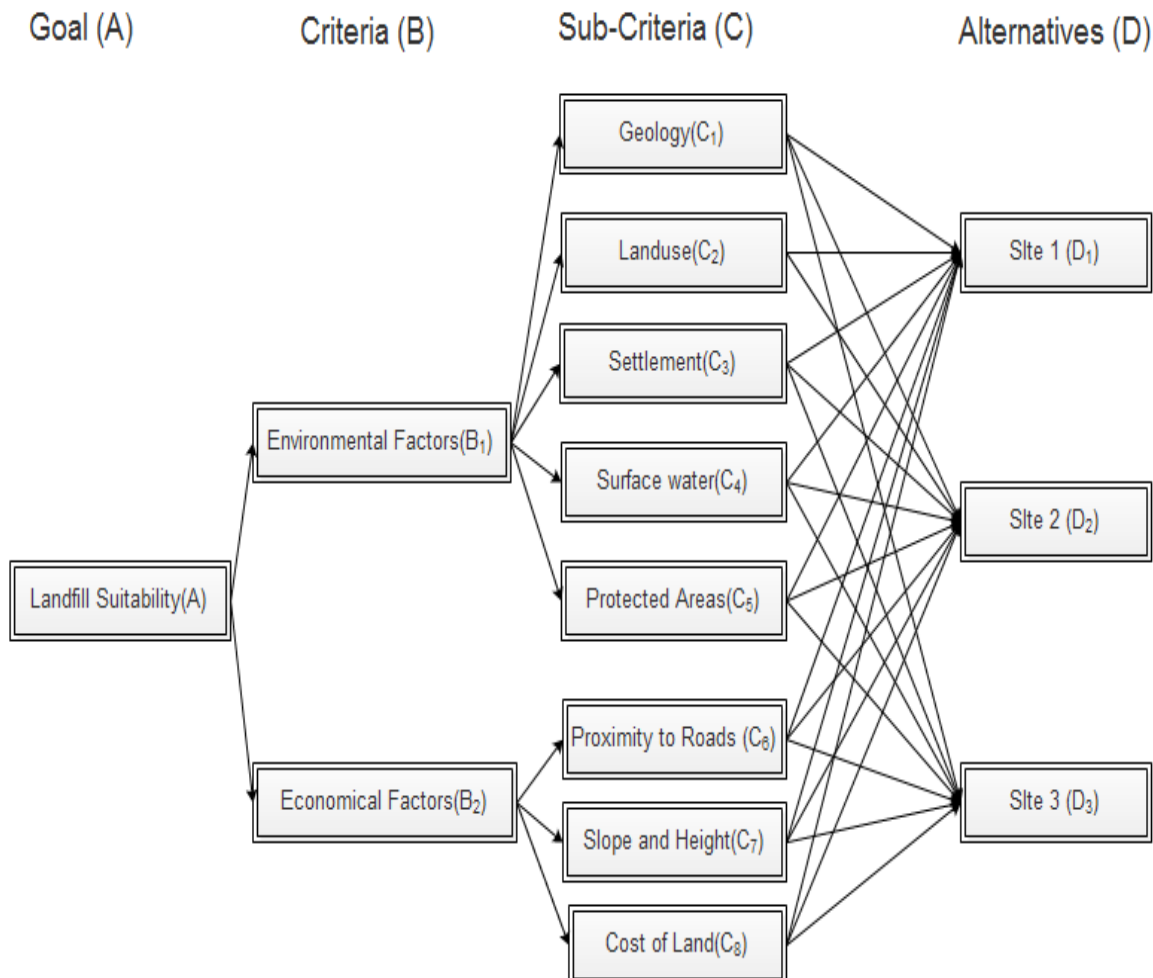 Goal (A)
Criteria (B)
Sub-Criteria (C)
Alternatives (D)
Geology(C₁)
Landuse(C₂)
SIte 1 (D₁)
Settlement(C₃)
Environmental Factors(B₁)
Surface water(C₄)
SIte 2 (D₂)
Landfill Suitability(A)
Protected Areas(C₅)
Proximity to Roads (C₆)
Economical Factors(B₂)
SIte 3 (D₃)
Slope and Height(C₇)
Cost of Land(C₈)